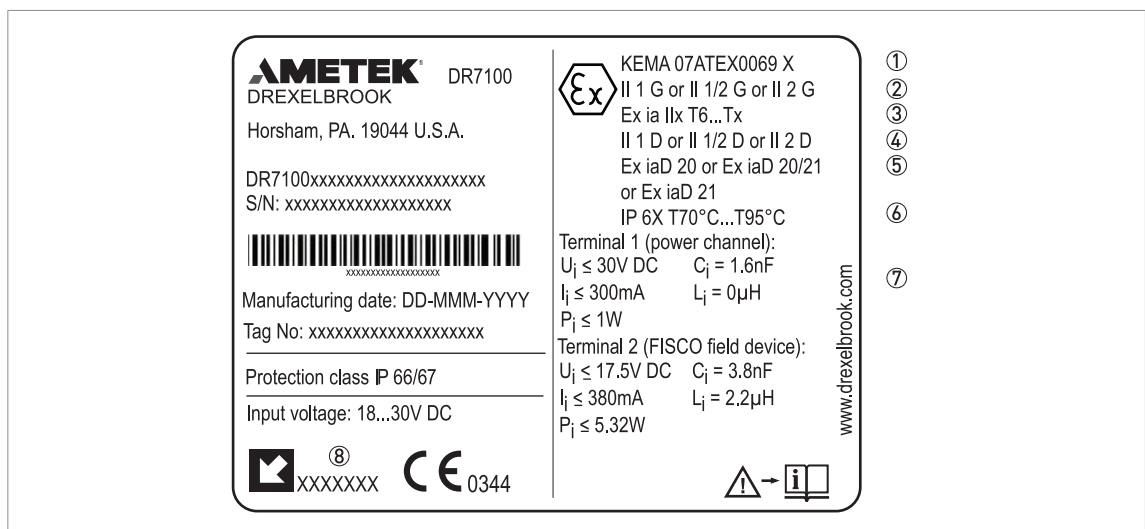 AMETEK® DR7100
DREXELBROOK
Horsham, PA. 19044 U.S.A.
DR7100xxxxxxxxxxxxxxxxxxxx
S/N: xxxxxxxxxxxxxxxxxxx
xxxxxxxxxxxxxxxxxxx
Manufacturing date: DD-MMM-YYYY
Tag No: xxxxxxxxxxxxxxxxxxxx
Protection class IP 66/67
Input voltage: 18...30V DC
⑧
XXXXXXX CE 0344
Ex
KEMA 07ATEX0069 X ①
II 1 G or II 1/2 G or II 2 G ②
Ex ia IIx T6...Tx ③
II 1 D or II 1/2 D or II 2 D ④
Ex iaD 20 or Ex iaD 20/21 ⑤
or Ex iaD 21
IP 6X T70°C...T95°C ⑥
Terminal 1 (power channel):
Ui ≤ 30V DC Ci = 1.6nF ⑦
Ii ≤ 300mA Li = 0µH
Pi ≤ 1W
Terminal 2 (FISCO field device):
Ui ≤ 17.5V DC Ci = 3.8nF
Ii ≤ 380mA Li = 2.2µH
Pi ≤ 5.32W
i
www.drexelbrook.com